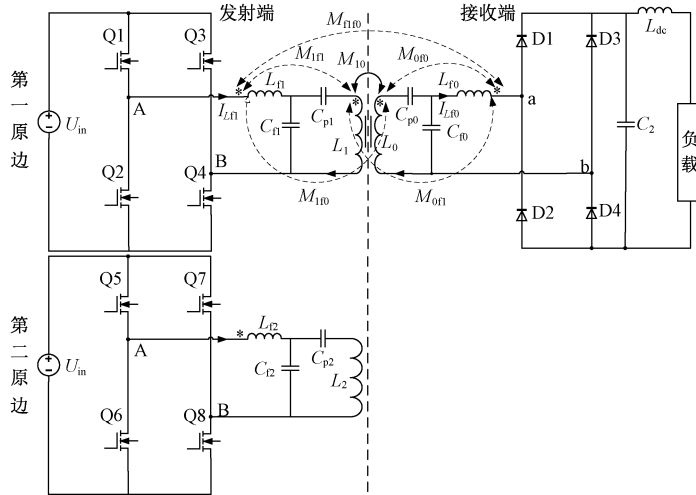 发射端
接收端
第一原边
Q1
Q3
A
Q2
Q4
B
U_in
*
I_Lf1
L_f1
C_f1
C_p1
L_1
M_1f1
M_f1f0
M_10
M_0f0
M_1f0
M_0f1
*
*
L_0
C_p0
C_f0
I_Lf0
L_f0
*
a
b
D1
D3
D2
D4
C_2
L_dc
负载
第二原边
Q5
Q7
A
Q6
Q8
B
U_in
*
L_f2
C_f2
C_p2
L_2